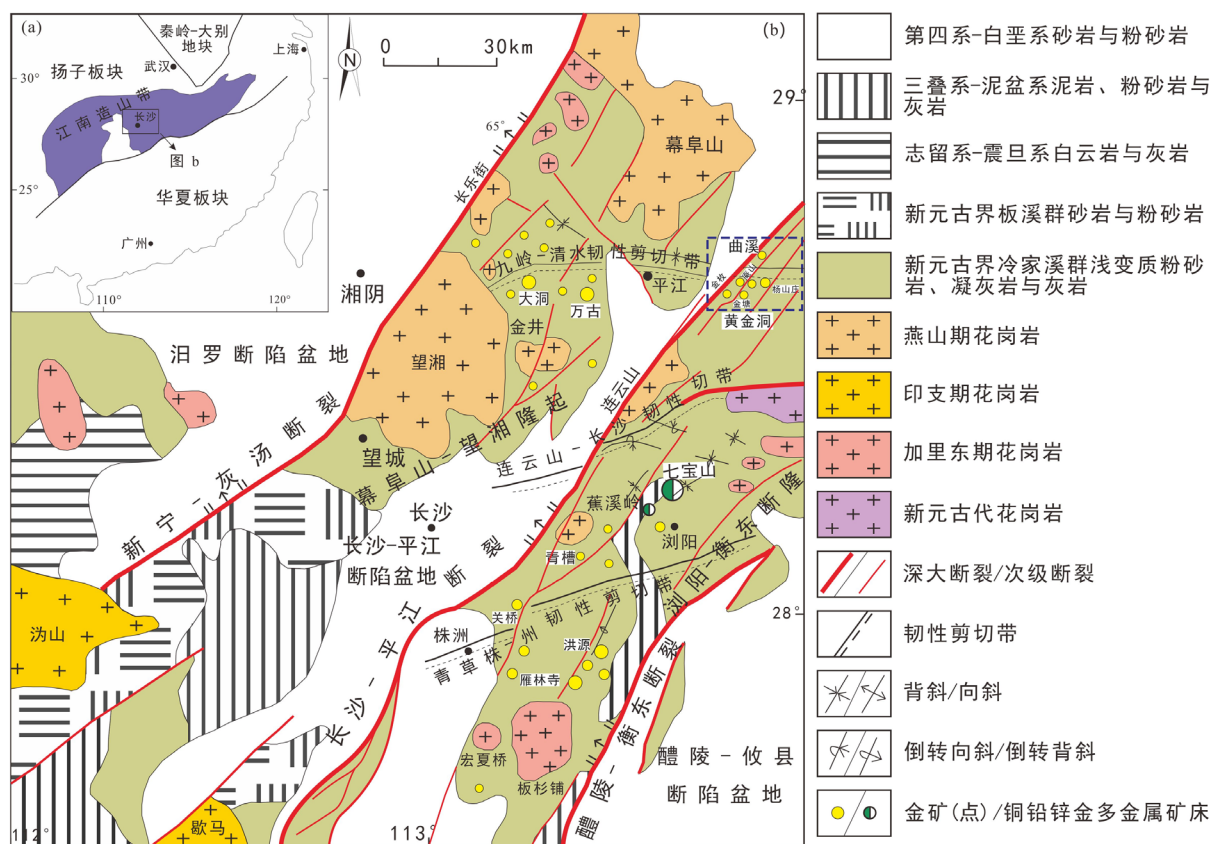 (a)
秦岭-大别
地块
上海
武汉
扬子板块
30°
江南造山带
长沙
图 b
25°
华夏板块
广州
110°
120°
N
0
30km
(b)
29°
65°
长乐街
幕阜山
九岭-清水韧性剪切带
曲溪
金枚
杨山庄
金塘
黄金洞
平江
湘阴
大洞
万古
金井
望湘
汨罗断陷盆地
连云山
新宁-灰汤断裂
望城
幕阜山-望湘隆起
连云山-长沙韧性剪切带
七宝山
蕉溪岭
长沙
长沙-平江
断陷盆地
浏阳
青槽
浏阳-衡东断隆
28°
关桥
沩山
株洲
青草株-州韧性剪切带
洪源
雁林寺
长沙-平江断裂
醴陵-衡东断裂
宏夏桥
板杉铺
醴陵-攸县
断陷盆地
歇马
112°
113°
第四系-白垩系砂岩与粉砂岩
三叠系-泥盆系泥岩、粉砂岩与
灰岩
志留系-震旦系白云岩与灰岩
新元古界板溪群砂岩与粉砂岩
新元古界冷家溪群浅变质粉砂
岩、凝灰岩与灰岩
燕山期花岗岩
印支期花岗岩
加里东期花岗岩
新元古代花岗岩
深大断裂/次级断裂
韧性剪切带
背斜/向斜
倒转向斜/倒转背斜
金矿(点)/铜铅锌金多金属矿床